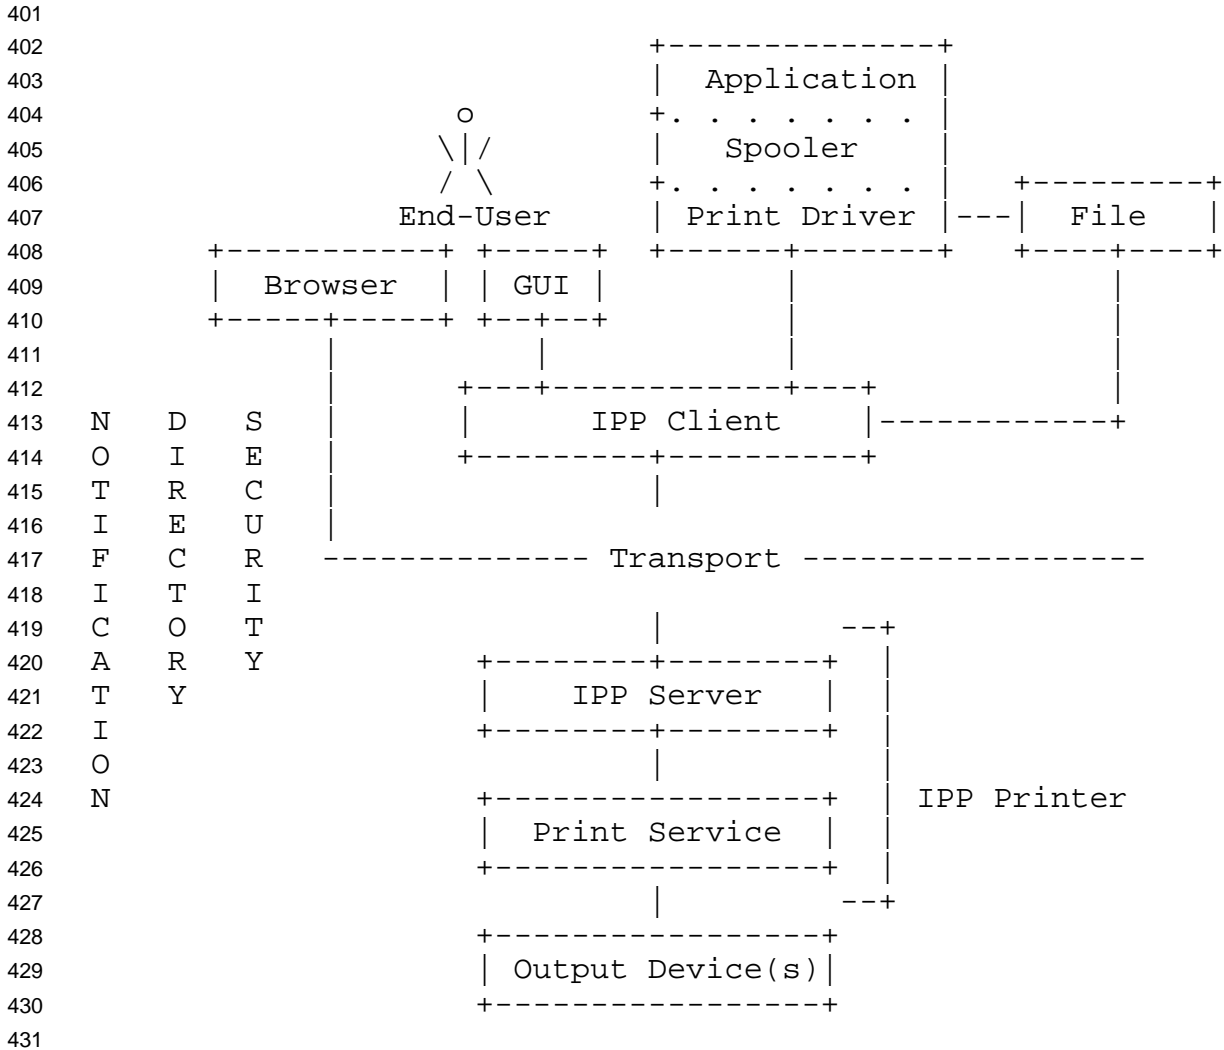 401
402                                 +--------------+
403                                 |  Application |
404                      o          +. . . . . . . |
405                     \|/         |   Spooler    |
406                     / \         +. . . . . . . |   +---------+
407                   End-User     | Print Driver |---|  File   |
408         +-----------+ +-----+  +------+-------+   +----+----+
409         |  Browser  | | GUI |         |                |
410         +-----+-----+ +--+--+         |                |
411               |          |            |                |
412               |      +---+------------+---+            |
413  N   D   S    |      |      IPP Client    |------------+
414  O   I   E    |      +---------+----------+
415  T   R   C    |                |
416  I   E   U    |
417  F   C   R    -------------- Transport ------------------
418  I   T   I
419  C   O   T                     |         --+
420  A   R   Y            +--------+--------+  |
421  T   Y                |    IPP Server   |  |
422  I                    +--------+--------+  |
423  O                             |           |
424  N                    +-----------------+  | IPP Printer
425                       |  Print Service  |  |
426                       +-----------------+  |
427                                |         --+
428                       +-----------------+
429                       | Output Device(s)|
430                       +-----------------+
431